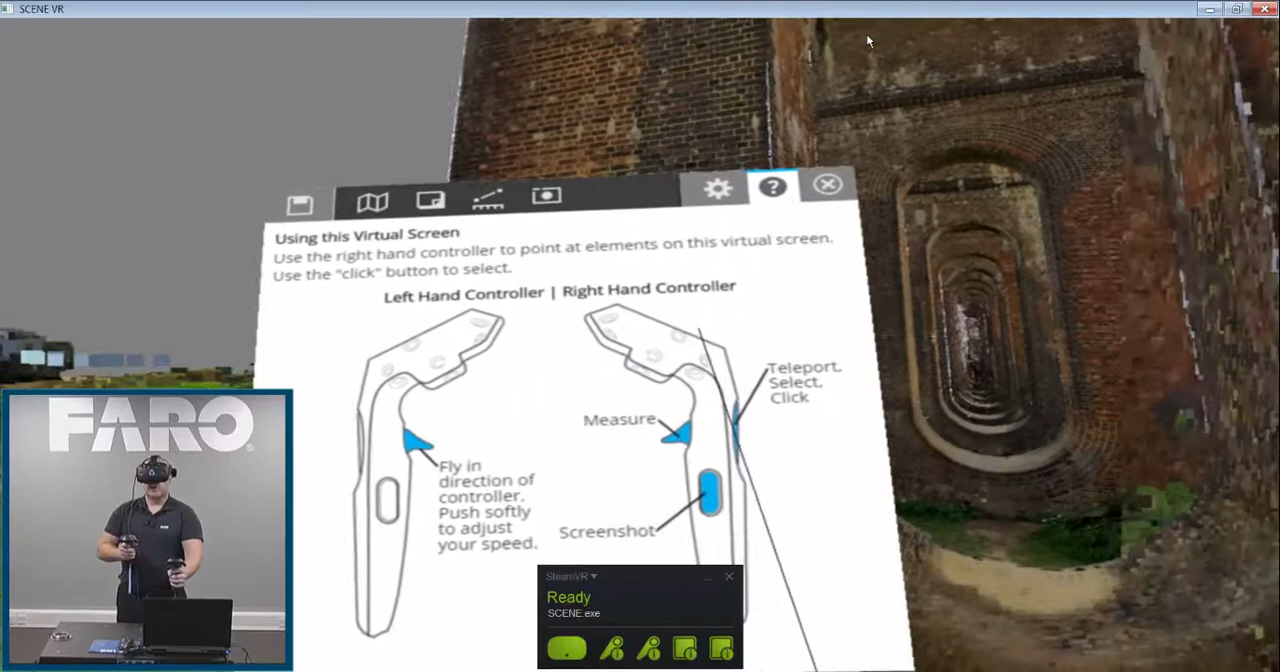 SCENE VR
Using this Virtual Screen
Use the right hand controller to point at elements on this virtual screen.
Use the "click" button to select.
Left Hand Controller | Right Hand Controller
Teleport,
Select,
Click
Measure
Fly in
direction of
controller.
Push softly
to adjust
your speed.
Screenshot
FARO
SteamVR
Ready
SCENE.exe